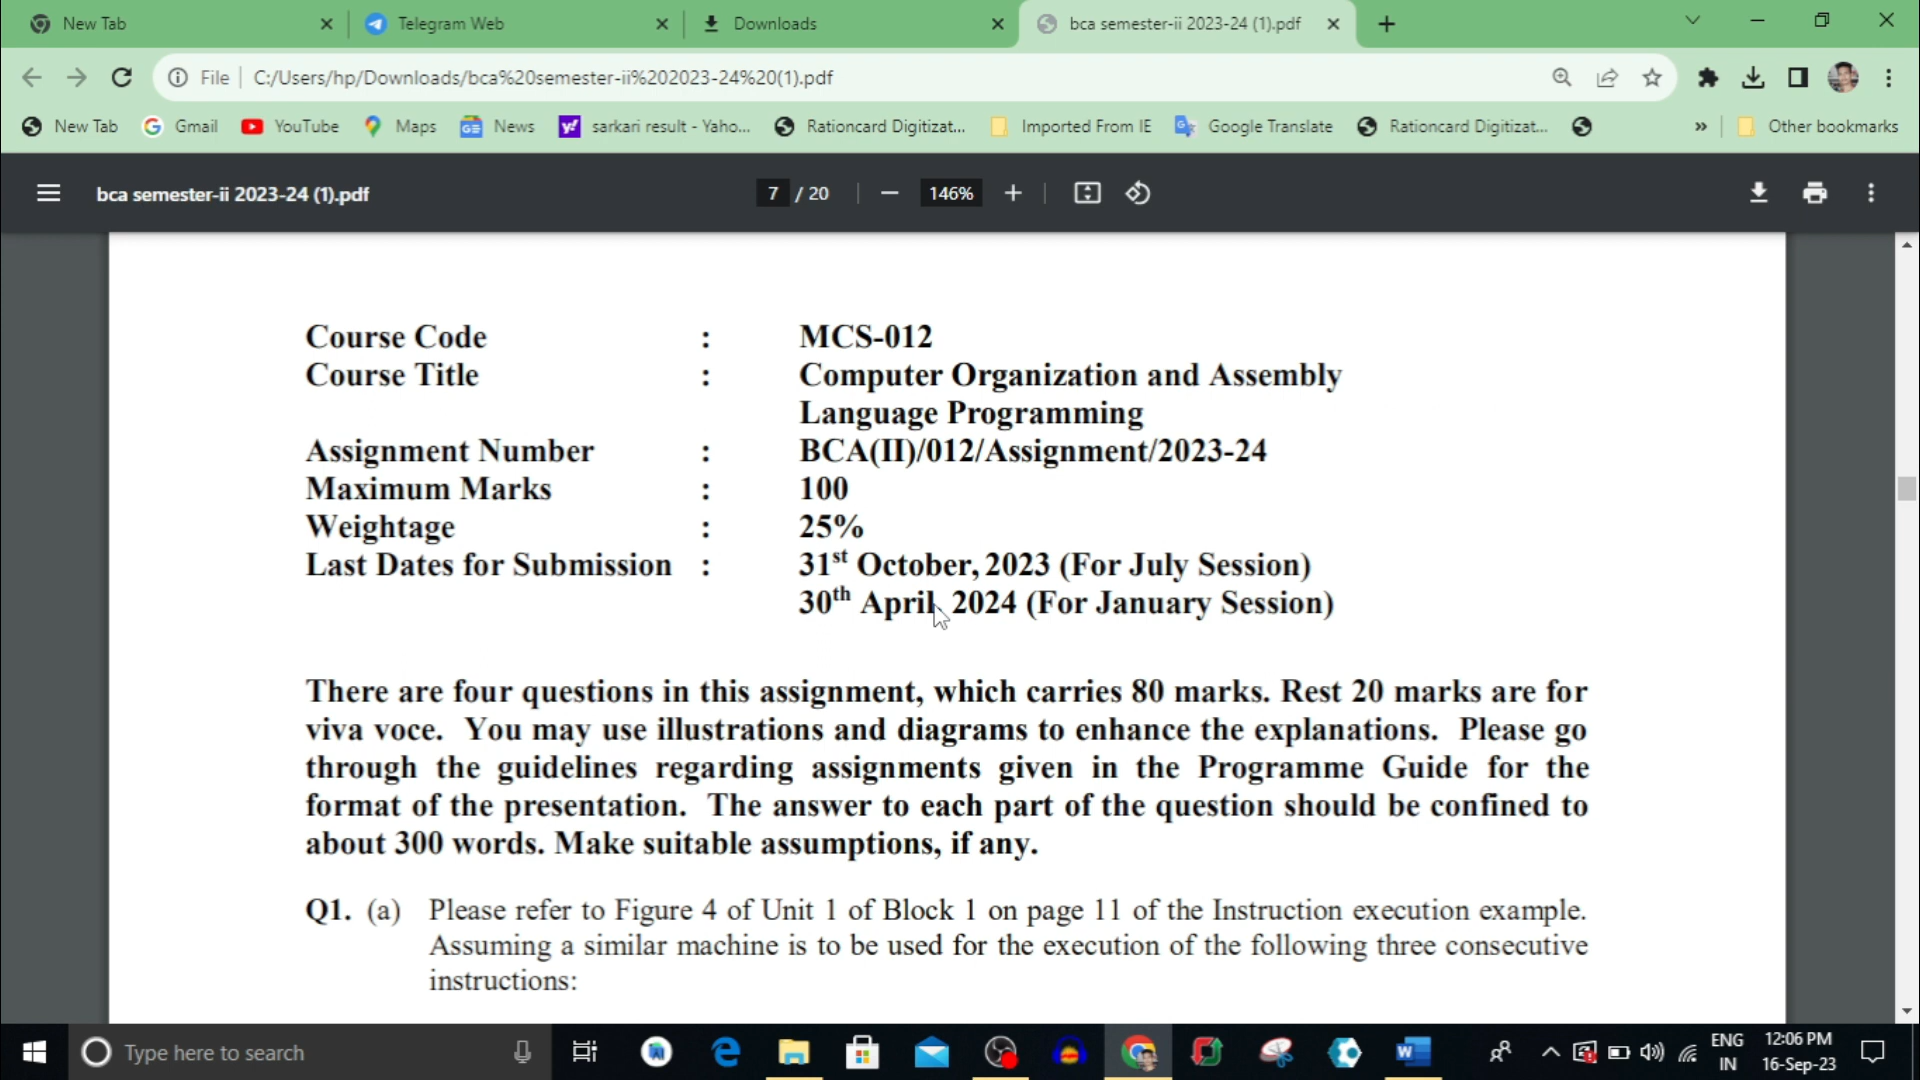 New Tab
Telegram Web
Downloads
bca semester-ii 2023-24 (1).pdf
File
C:/Users/hp/Downloads/bca%20semester-ii%202023-24%20(1).pdf
New Tab
Gmail
YouTube
Maps
News
sarkari result - Yaho...
Rationcard Digitizat...
Imported From IE
Google Translate
Rationcard Digitizat...
»
Other bookmarks
bca semester-ii 2023-24 (1).pdf
7 / 20
146%
Course Code : MCS-012
Course Title : Computer Organization and Assembly
Language Programming
Assignment Number : BCA(II)/012/Assignment/2023-24
Maximum Marks : 100
Weightage : 25%
Last Dates for Submission : 31st October, 2023 (For July Session)
30th April, 2024 (For January Session)
There are four questions in this assignment, which carries 80 marks. Rest 20 marks are for
viva voce. You may use illustrations and diagrams to enhance the explanations. Please go
through the guidelines regarding assignments given in the Programme Guide for the
format of the presentation. The answer to each part of the question should be confined to
about 300 words. Make suitable assumptions, if any.
Q1. (a) Please refer to Figure 4 of Unit 1 of Block 1 on page 11 of the Instruction execution example.
Assuming a similar machine is to be used for the execution of the following three consecutive
instructions:
Type here to search
ENG
IN
12:06 PM
16-Sep-23